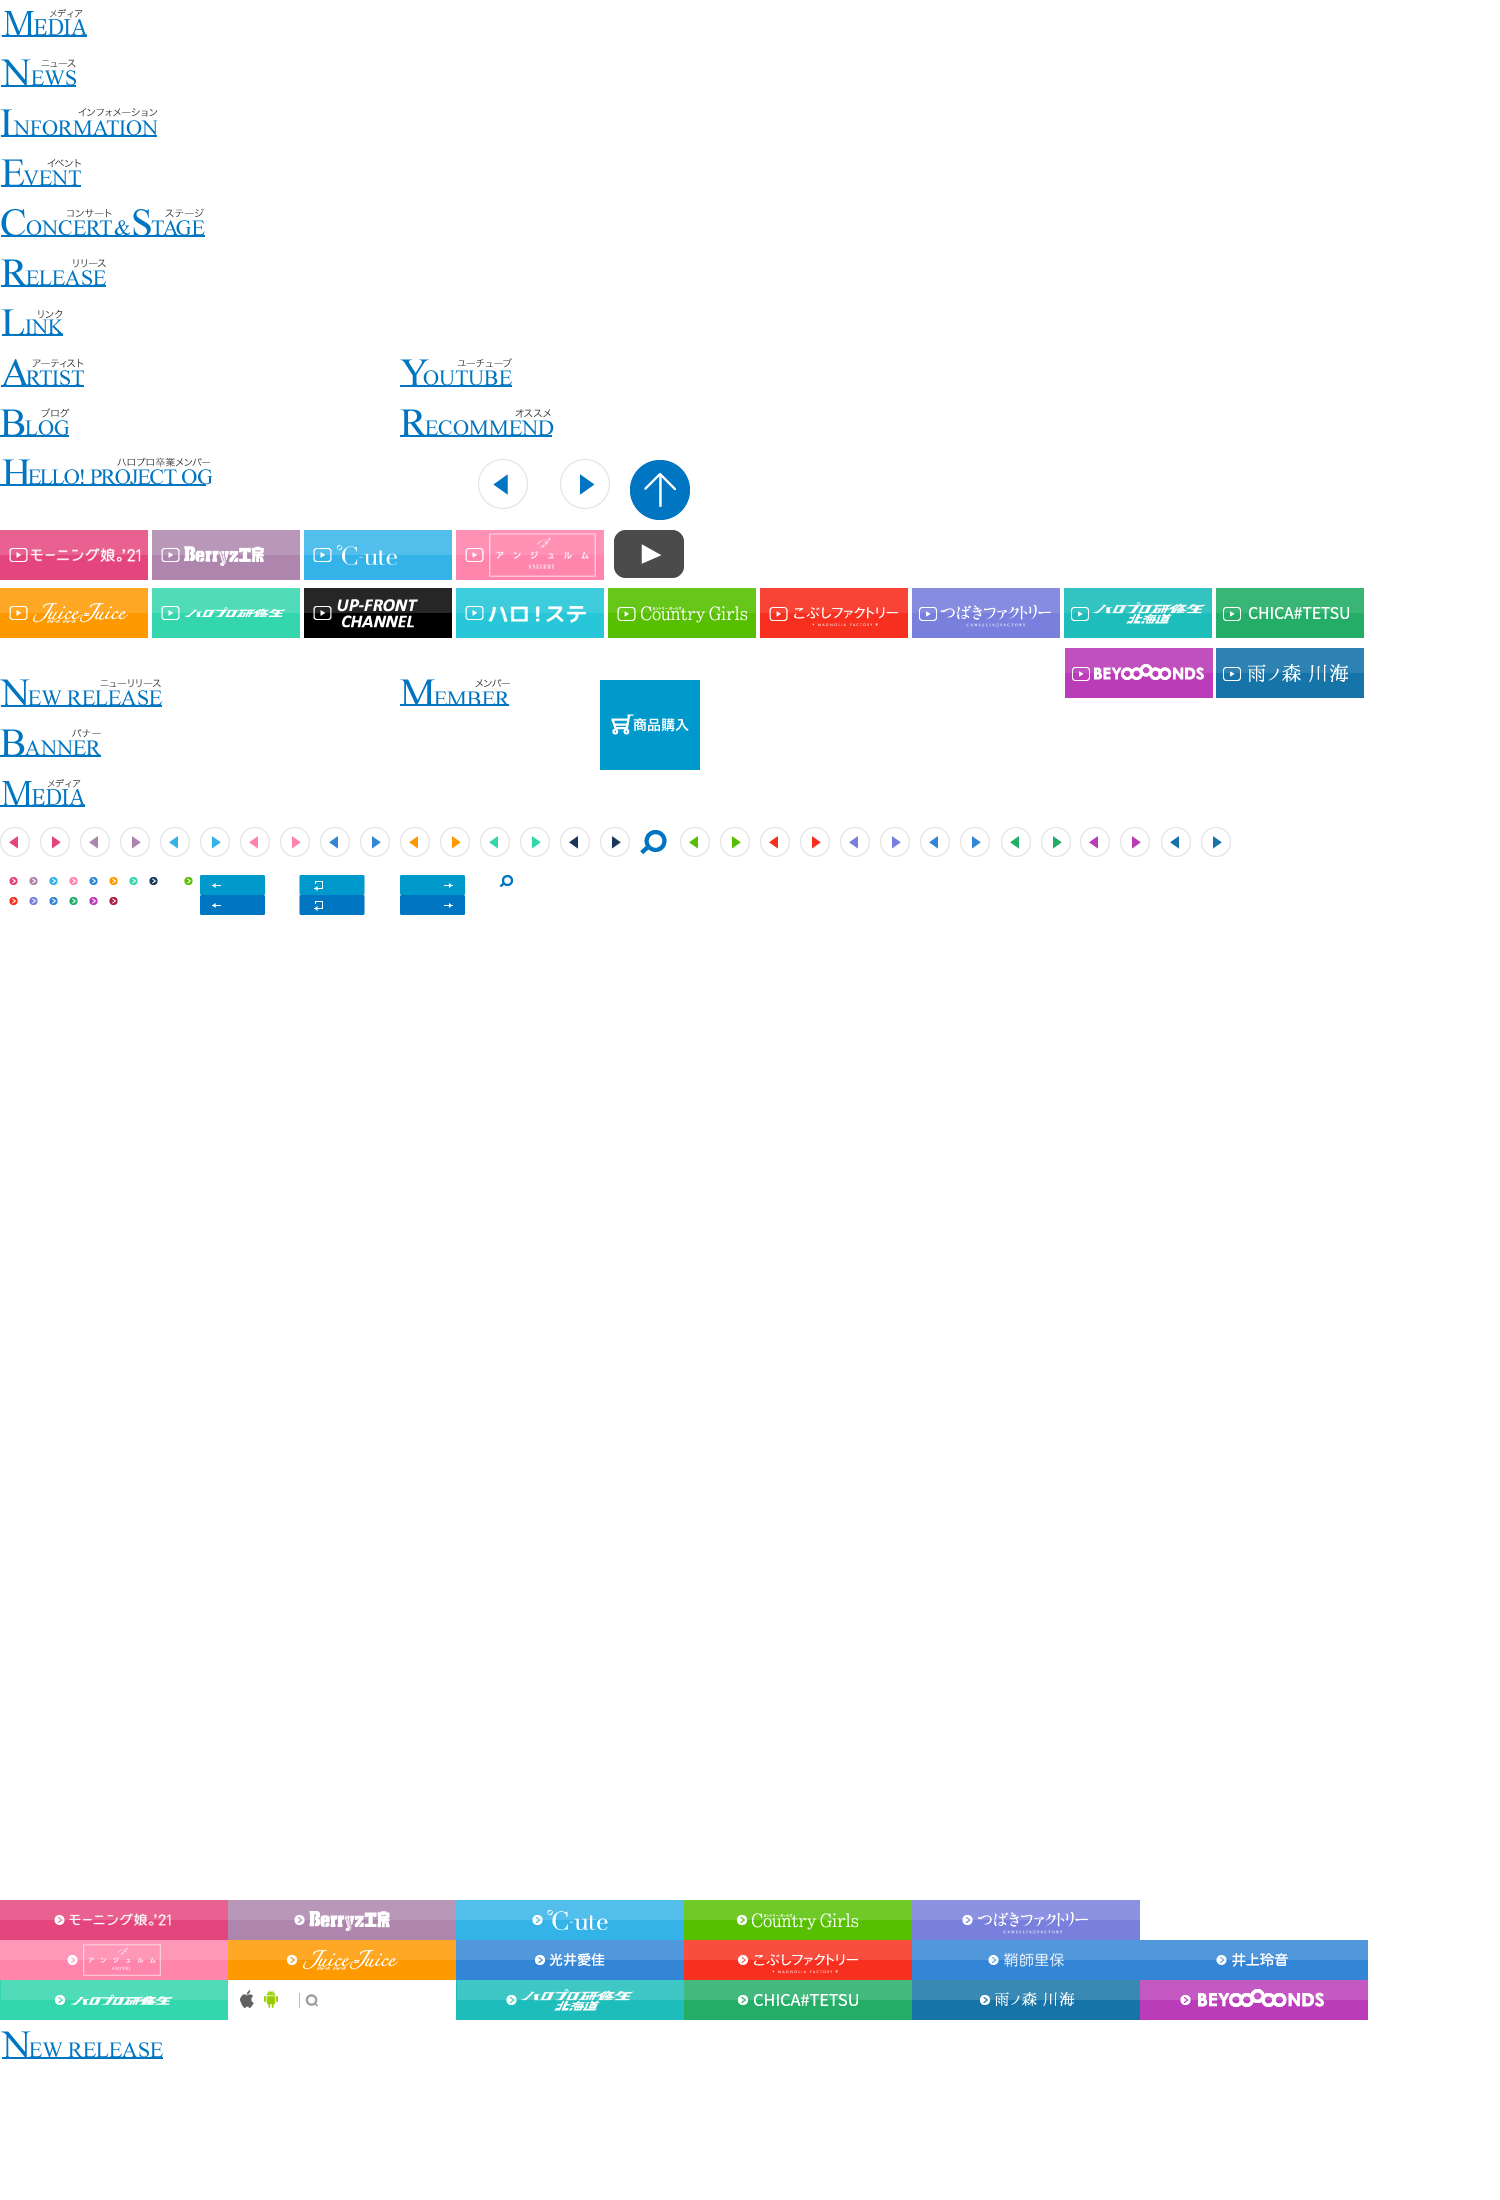 メディア
MEDIA
ニュース
NEWS
インフォメーション
INFORMATION
イベント
EVENT
コンサート ステージ
CONCERT&STAGE
リリース
RELEASE
リンク
LINK
アーティスト
ARTIST
ユーチューブ
YOUTUBE
ブログ
BLOG
オススメ
RECOMMEND
ハロプロ卒業メンバー
HELLO! PROJECT OG
モーニング娘。'21
Berryz工房
℃-ute
アンジュルム
ANGERME
Juice=Juice
ハロプロ研修生
UP-FRONT
CHANNEL
ハロ!ステ
Country Girls
こぶしファクトリー
MAGNOLIA FACTORY
つばきファクトリー
CAMELLIA FACTORY
ハロプロ研修生
北海道
CHICA#TETSU
BEYOOOOONDS
雨ノ森 川海
ニューリリース
NEW RELEASE
メンバー
MEMBER
商品購入
バナー
BANNER
メディア
MEDIA
モーニング娘。'21
Berryz工房
℃-ute
Country Girls
つばきファクトリー
CAMELLIA FACTORY
アンジュルム
ANGERME
Juice=Juice
光井愛佳
こぶしファクトリー
MAGNOLIA FACTORY
鞘師里保
井上玲音
ハロプロ研修生
ハロプロ研修生
北海道
CHICA#TETSU
雨ノ森 川海
BEYOOOOONDS
NEW RELEASE